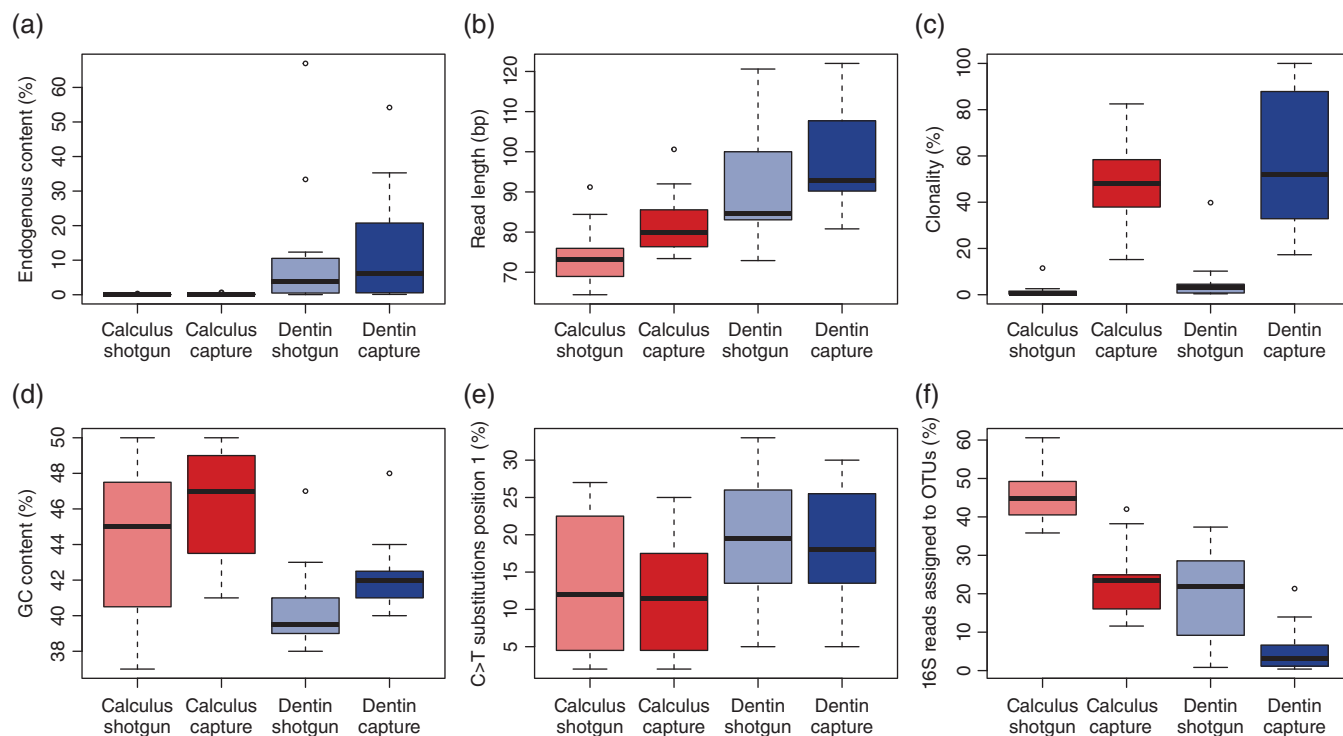 (a)
Endogenous content (%)
60
50
40
30
20
10
0
Calculus
shotgun
Calculus
capture
Dentin
shotgun
Dentin
capture
(b)
Read length (bp)
120
110
100
90
80
70
Calculus
shotgun
Calculus
capture
Dentin
shotgun
Dentin
capture
(c)
Clonality (%)
100
80
60
40
20
0
Calculus
shotgun
Calculus
capture
Dentin
shotgun
Dentin
capture
(d)
GC content (%)
50
48
46
44
42
40
38
Calculus
shotgun
Calculus
capture
Dentin
shotgun
Dentin
capture
(e)
C>T substitutions position 1 (%)
30
25
20
15
10
5
Calculus
shotgun
Calculus
capture
Dentin
shotgun
Dentin
capture
(f)
16S reads assigned to OTUs (%)
60
50
40
30
20
10
0
Calculus
shotgun
Calculus
capture
Dentin
shotgun
Dentin
capture